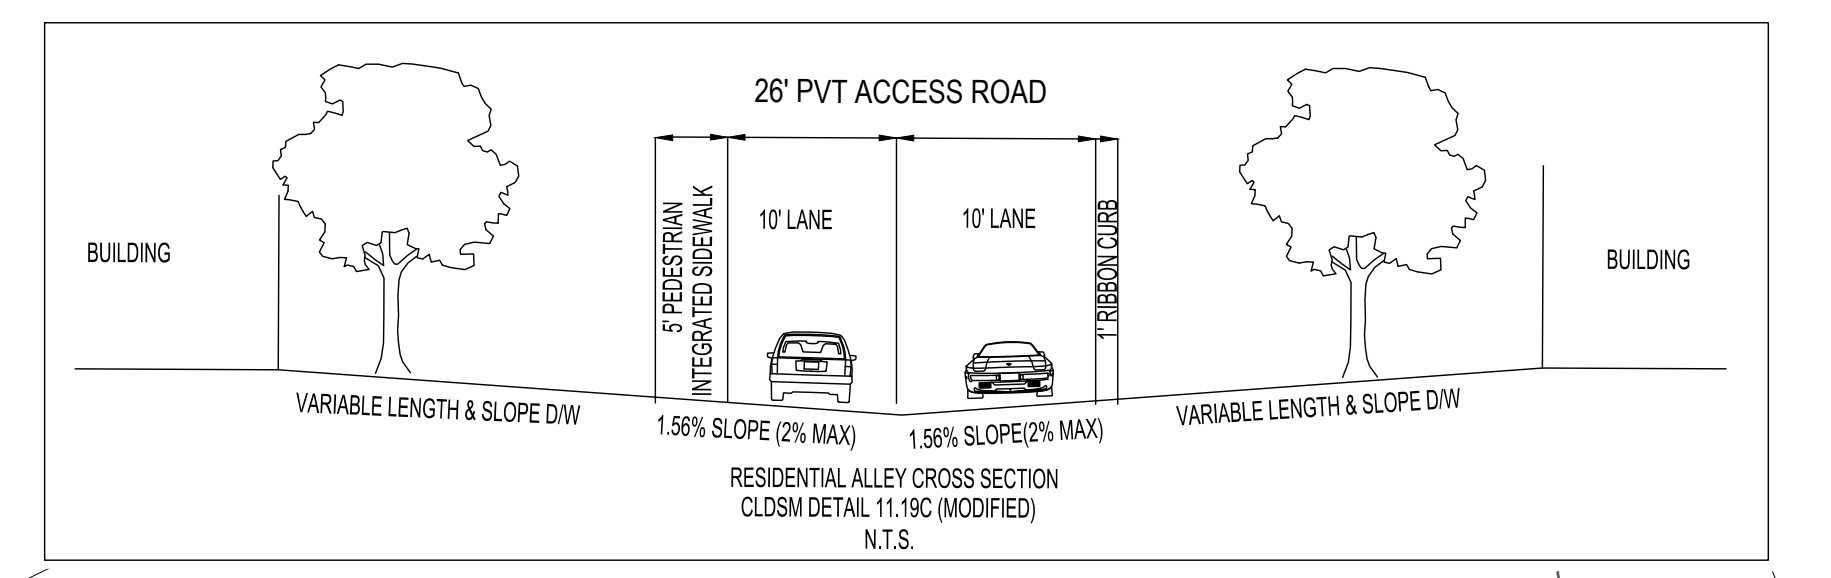 26' PVT ACCESS ROAD
BUILDING
5' PEDESTRIAN
INTEGRATED SIDEWALK
10' LANE
10' LANE
1' RIBBON CURB
BUILDING
VARIABLE LENGTH & SLOPE D/W
1.56% SLOPE (2% MAX)
1.56% SLOPE(2% MAX)
VARIABLE LENGTH & SLOPE D/W
RESIDENTIAL ALLEY CROSS SECTION
CLDSM DETAIL 11.19C (MODIFIED)
N.T.S.